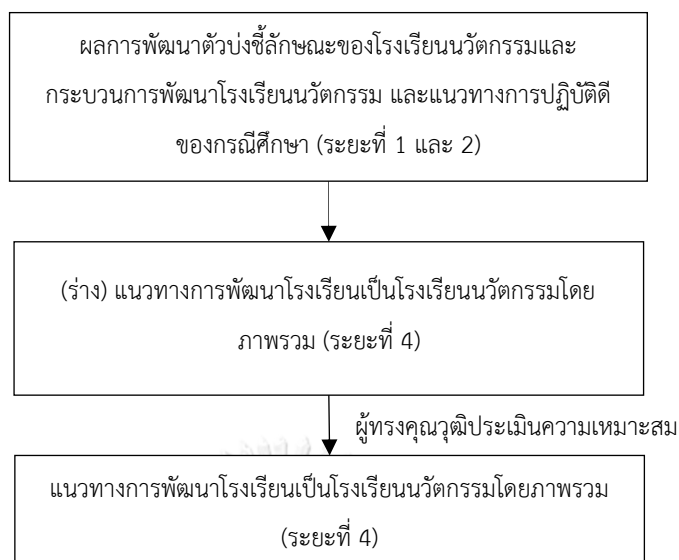 ผลการพัฒนาตัวบ่งชี้ลักษณะของโรงเรียนนวัตกรรมและ
กระบวนการพัฒนาโรงเรียนนวัตกรรม และแนวทางการปฏิบัติดี
ของกรณีศึกษา (ระยะที่ 1 และ 2)
(ร่าง) แนวทางการพัฒนาโรงเรียนเป็นโรงเรียนนวัตกรรมโดย
ภาพรวม (ระยะที่ 4)
ผู้ทรงคุณวุฒิประเมินความเหมาะสม
แนวทางการพัฒนาโรงเรียนเป็นโรงเรียนนวัตกรรมโดยภาพรวม
(ระยะที่ 4)